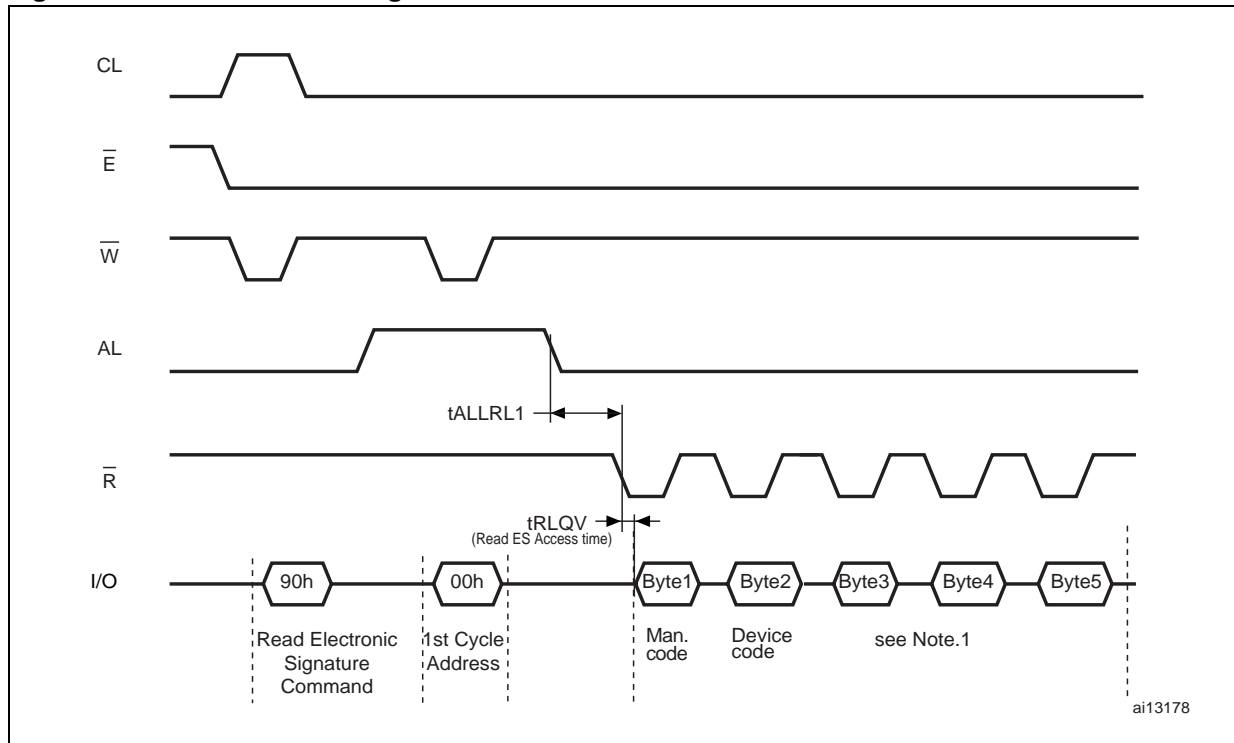 CL
E
W
AL
tALLRL1
R
tRLQV
(Read ES Access time)
I/O
90h
00h
Byte1
Byte2
Byte3
Byte4
Byte5
Read Electronic
Signature
Command
1st Cycle
Address
Man.
code
Device
code
see Note.1
ai13178